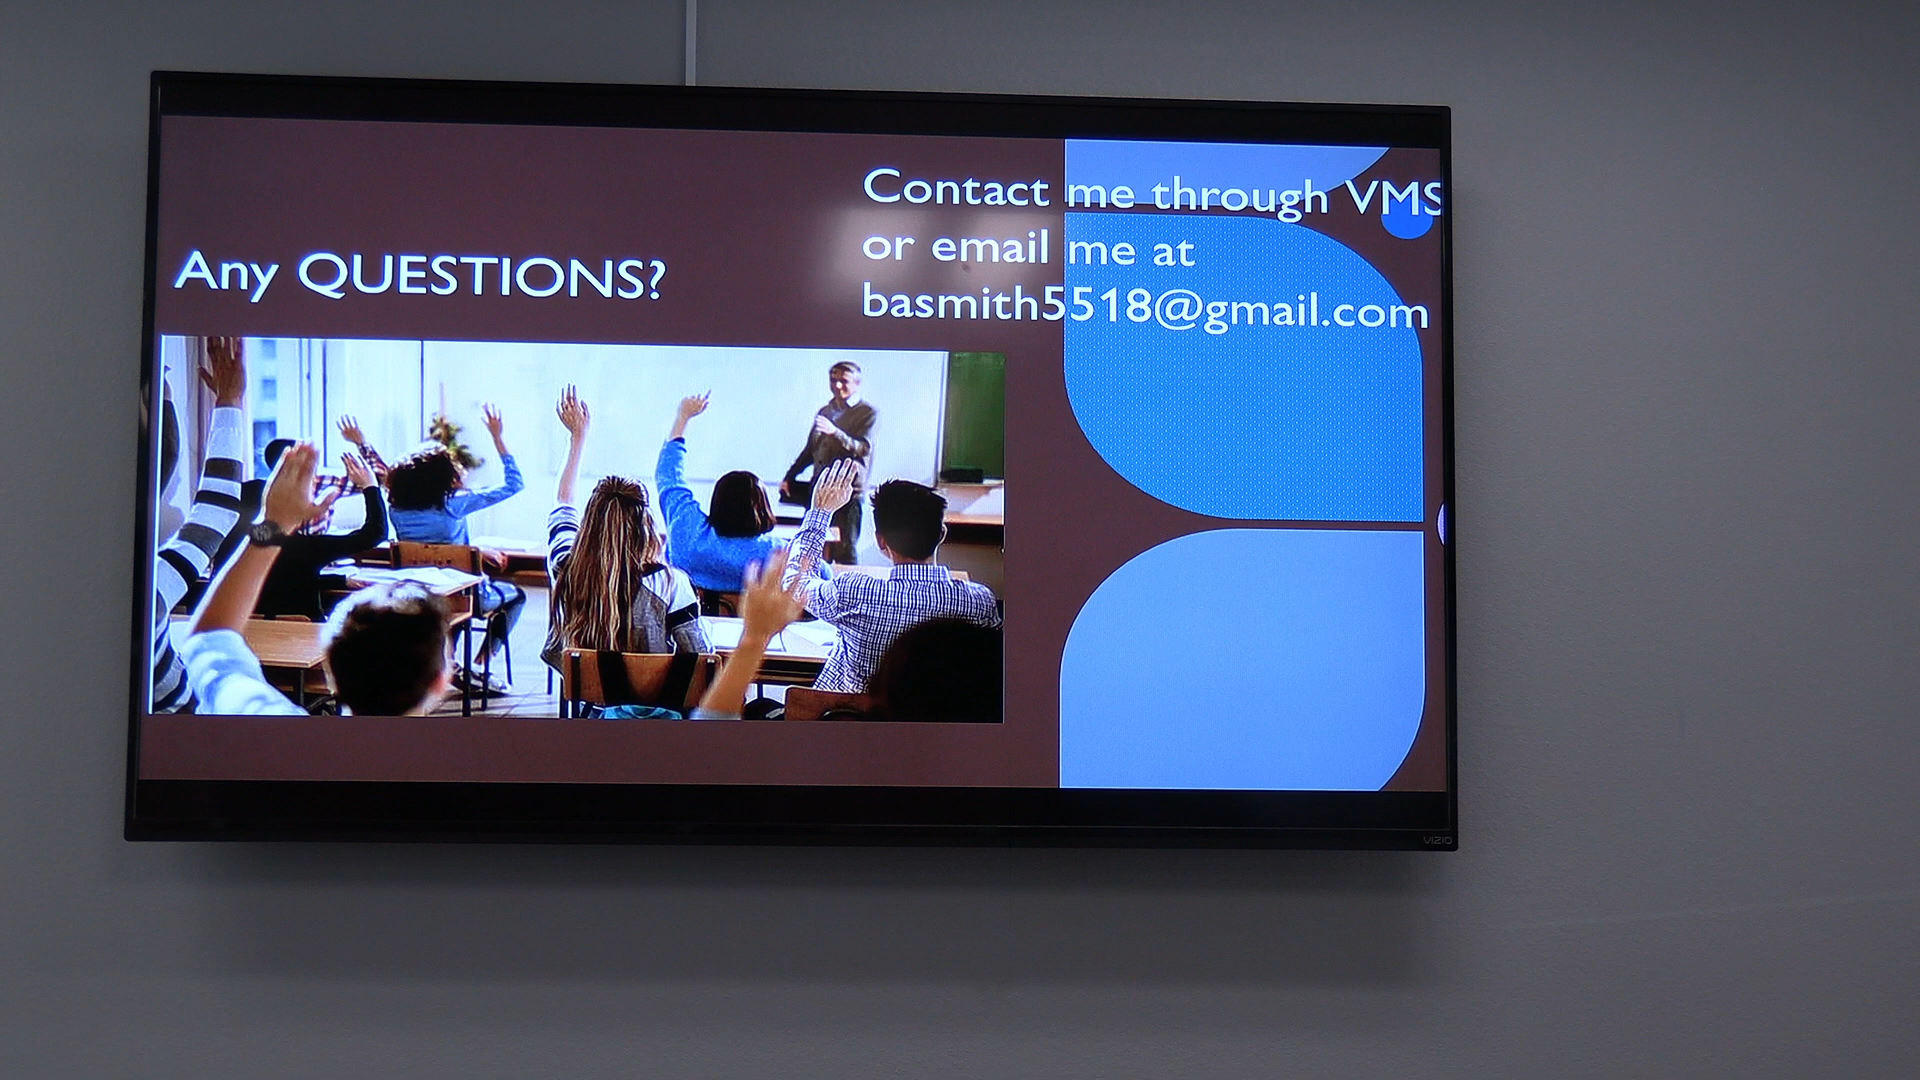 Any QUESTIONS?
Contact me through VMS
or email me at
basmith5518@gmail.com
VIZIO